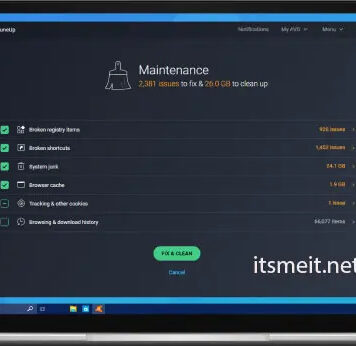 uneUp
Notifications My AVG Menu
Maintenance
2,381 issues to fix & 26.0 GB to clean up
Broken registry items 928 issues
Broken shortcuts 1,452 issues
System junk 24.1 GB
Browser cache 1.9 GB
Tracking & other cookies 1 issue
Browsing & download history 66,077 items
FIX & CLEAN
Cancel
itsmeit.net